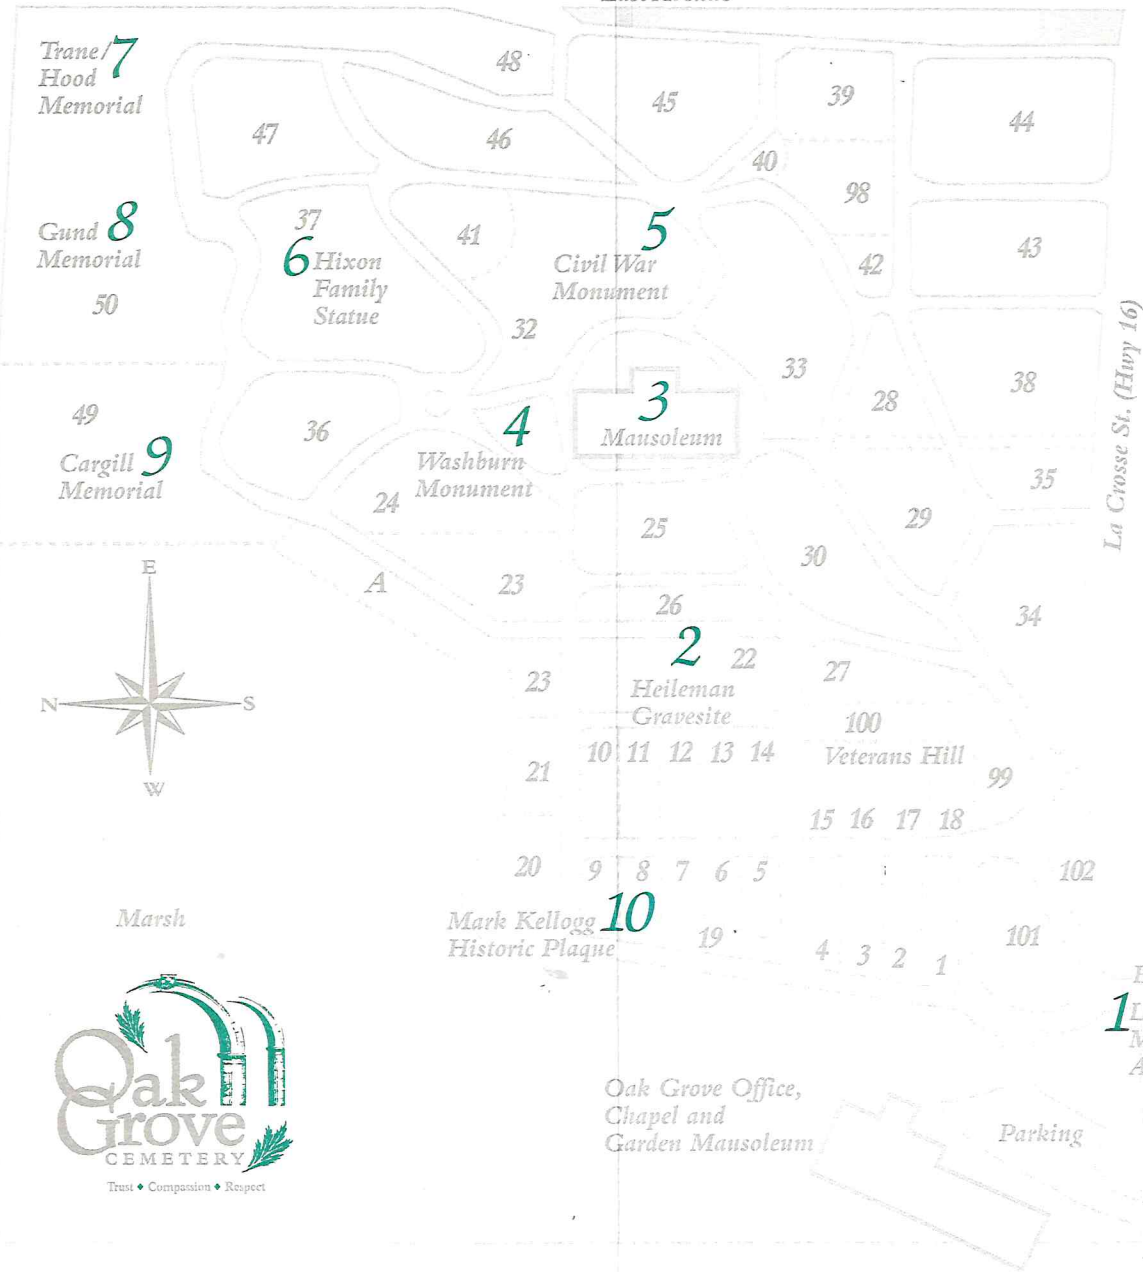 Trane/ 7
Hood
Memorial
48
45
39
44
47
46
40
98
Gund 8
Memorial
50
37
6 Hixon
Family
Statue
41
5
Civil War
Monument
42
43
32
33
28
38
La Crosse St. (Hwy 16)
49
Cargill 9
Memorial
36
4
Washburn
Monument
3
Mausoleum
35
24
25
29
30
A
23
26
34
E
N
S
W
2
22
Heileman
Gravesite
27
23
100
Veterans Hill
10 11 12 13 14
21
99
15 16 17 18
20
9 8 7 6 5
102
Marsh
Mark Kellogg 10
Historic Plaque
19
4 3 2 1
101
1
Oak
Grove
CEMETERY
Trust ♦ Compassion ♦ Respect
Oak Grove Office,
Chapel and
Garden Mausoleum
Parking